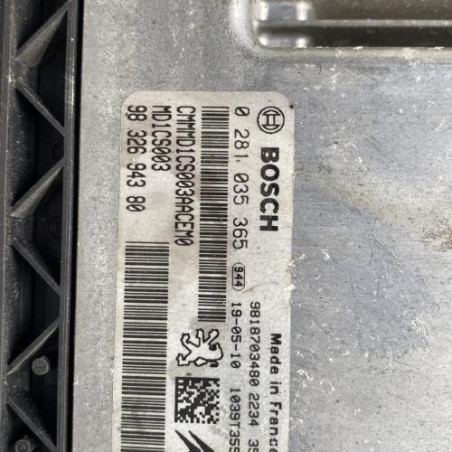 BOSCH
Made in France
0 281 035 365
944
9818703480 2234
19-05-10
CMMMD1CS003AACEM0
MD1CS003
98 326 943 80